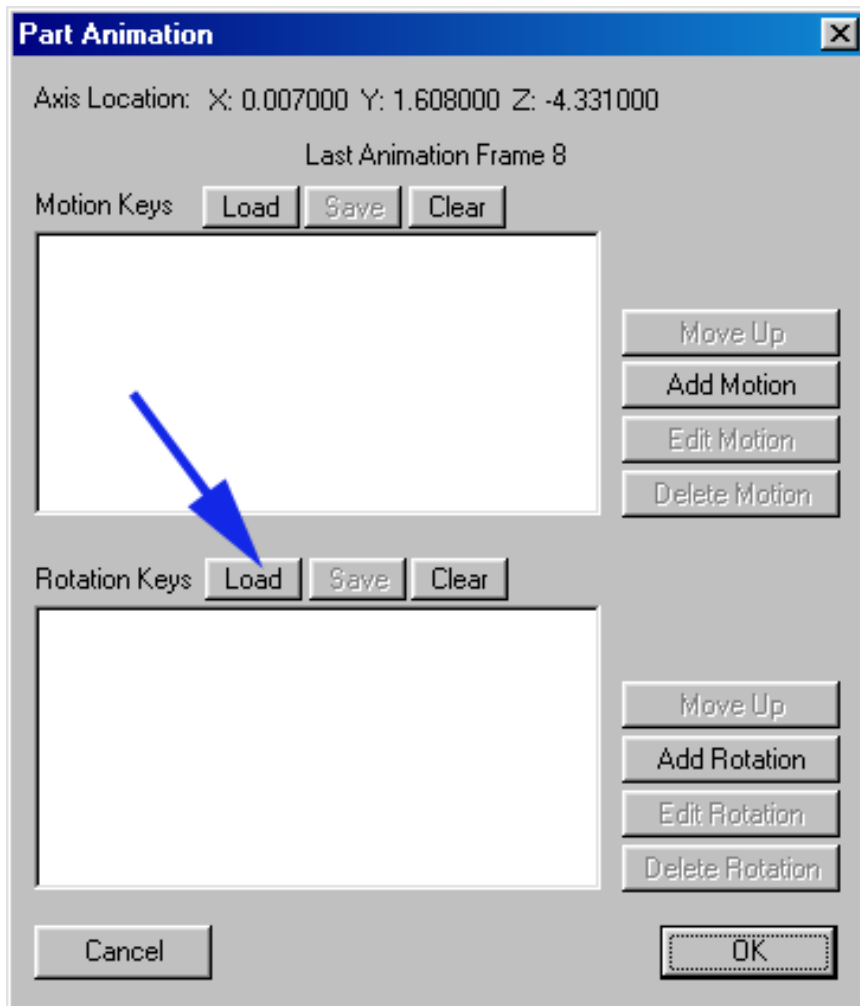 Part Animation
Axis Location: X: 0.007000 Y: 1.608000 Z: -4.331000
Last Animation Frame 8
Motion Keys Load Save Clear
Move Up
Add Motion
Edit Motion
Delete Motion
Rotation Keys Load Save Clear
Move Up
Add Rotation
Edit Rotation
Delete Rotation
Cancel OK